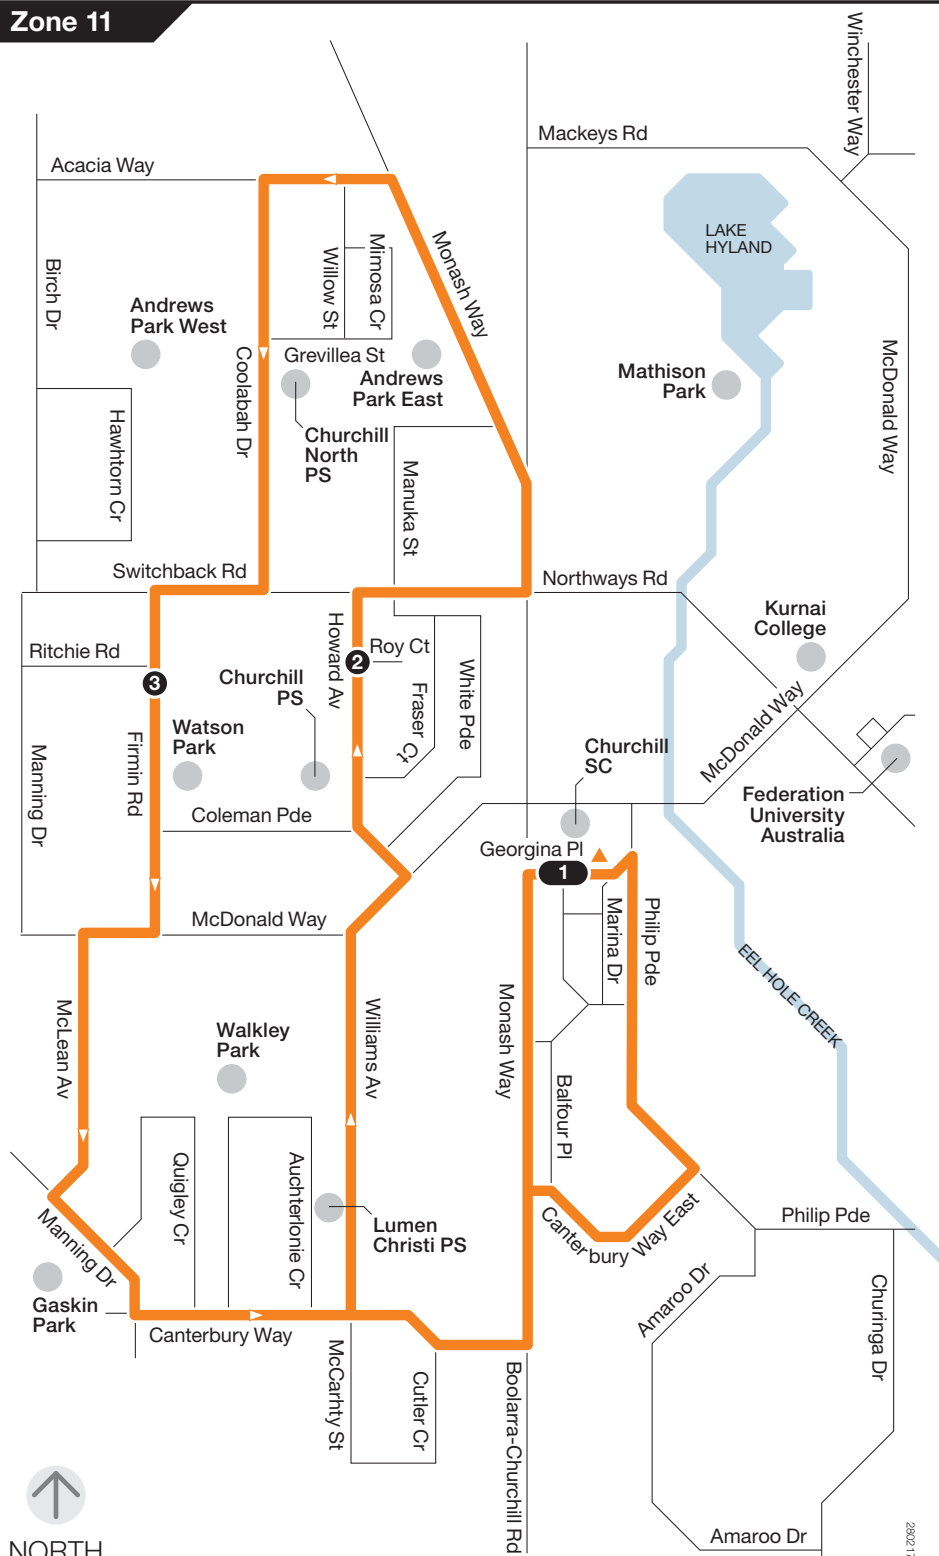 Zone 11
Winchester Way
Mackeys Rd
Acacia Way
LAKE
HYLAND
Monash Way
Mimosa Cr
Willow St
Birch Dr
Andrews
Park West
Coolabah Dr
Grevillea St
Andrews
Park East
Mathison
Park
McDonald Way
Hawhtorn Cr
Churchill
North
PS
Manuka St
Switchback Rd
Northways Rd
Kurnai
College
Ritchie Rd
Howard Av
Roy Ct
2
3
Churchill
PS
Fraser Ct
White Pde
Watson
Park
Firmin Rd
Manning Dr
McDonald Way
Churchill
SC
Federation
University
Australia
Coleman Pde
Georgina Pl
1
McDonald Way
Marina Dr
Philip Pde
EEL HOLE CREEK
McLean Av
Walkley
Park
Williams Av
Monash Way
Balfour Pl
Quigley Cr
Auchterlonie Cr
Lumen
Christi PS
Canterbury Way East
Philip Pde
Manning Dr
Gaskin
Park
Canterbury Way
Amaroo Dr
Churinga Dr
McCarhty St
Cutler Cr
Boolarra-Churchill Rd
Amaroo Dr
NORTH
280217